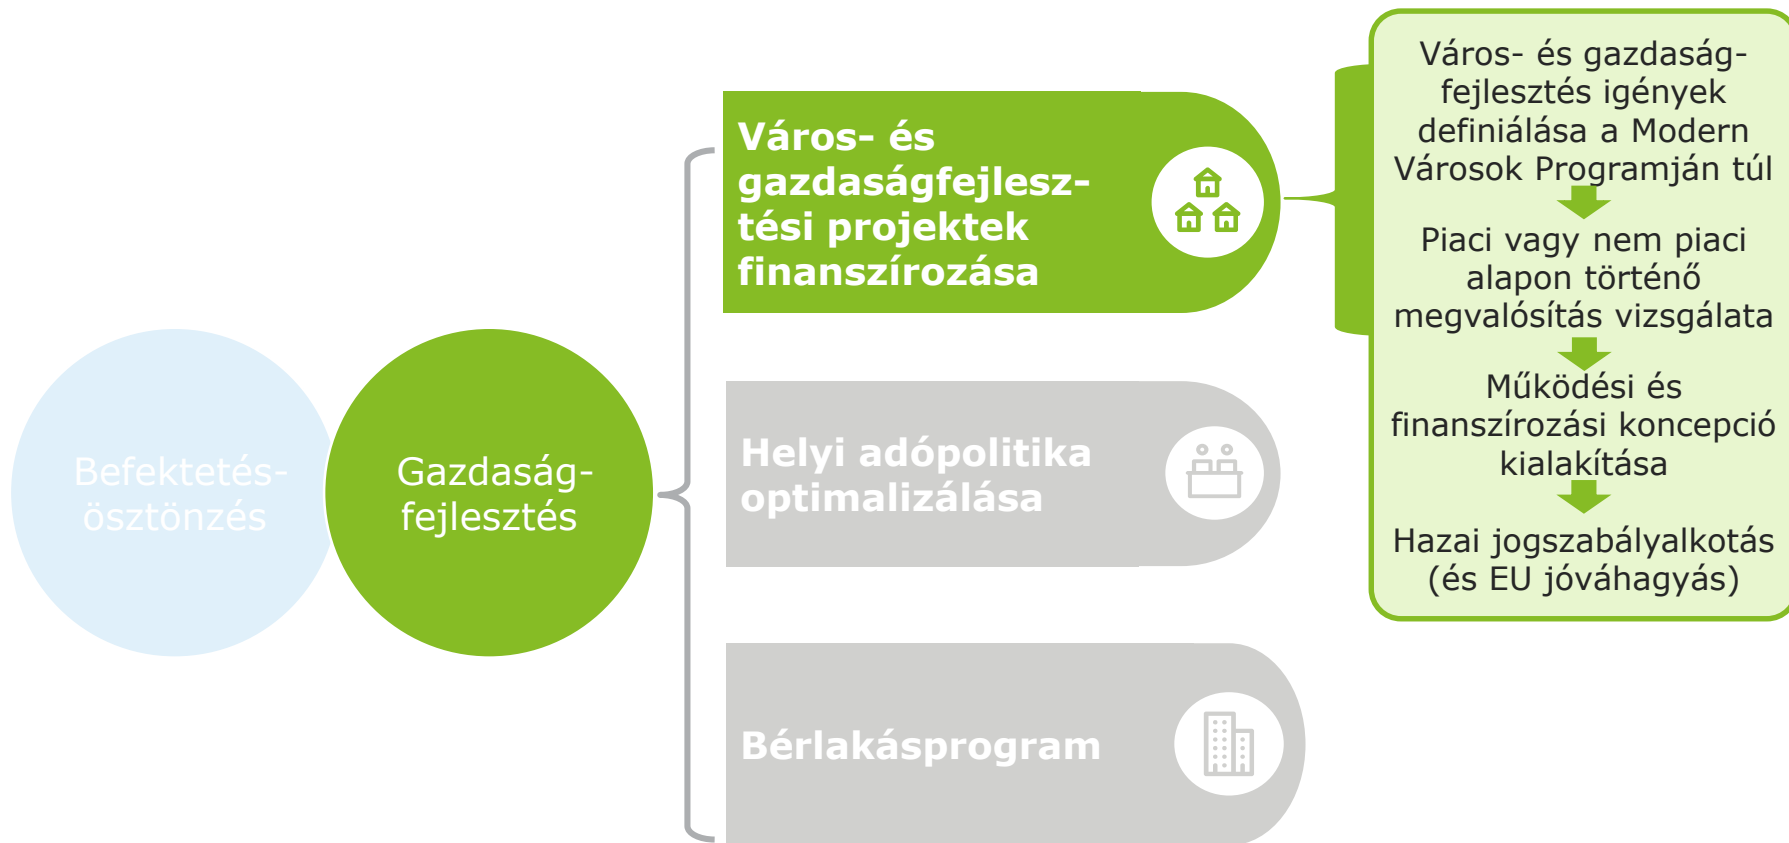 Befektetés-
ösztönzés
Gazdaság-
fejlesztés
Város- és
gazdaságfejlesz-
tési projektek
finanszírozása
Helyi adópolitika
optimalizálása
Bérlakásprogram
Város- és gazdaság-
fejlesztés igények
definiálása a Modern
Városok Programján túl
Piaci vagy nem piaci
alapon történő
megvalósítás vizsgálata
Működési és
finanszírozási koncepció
kialakítása
Hazai jogszabályalkotás
(és EU jóváhagyás)